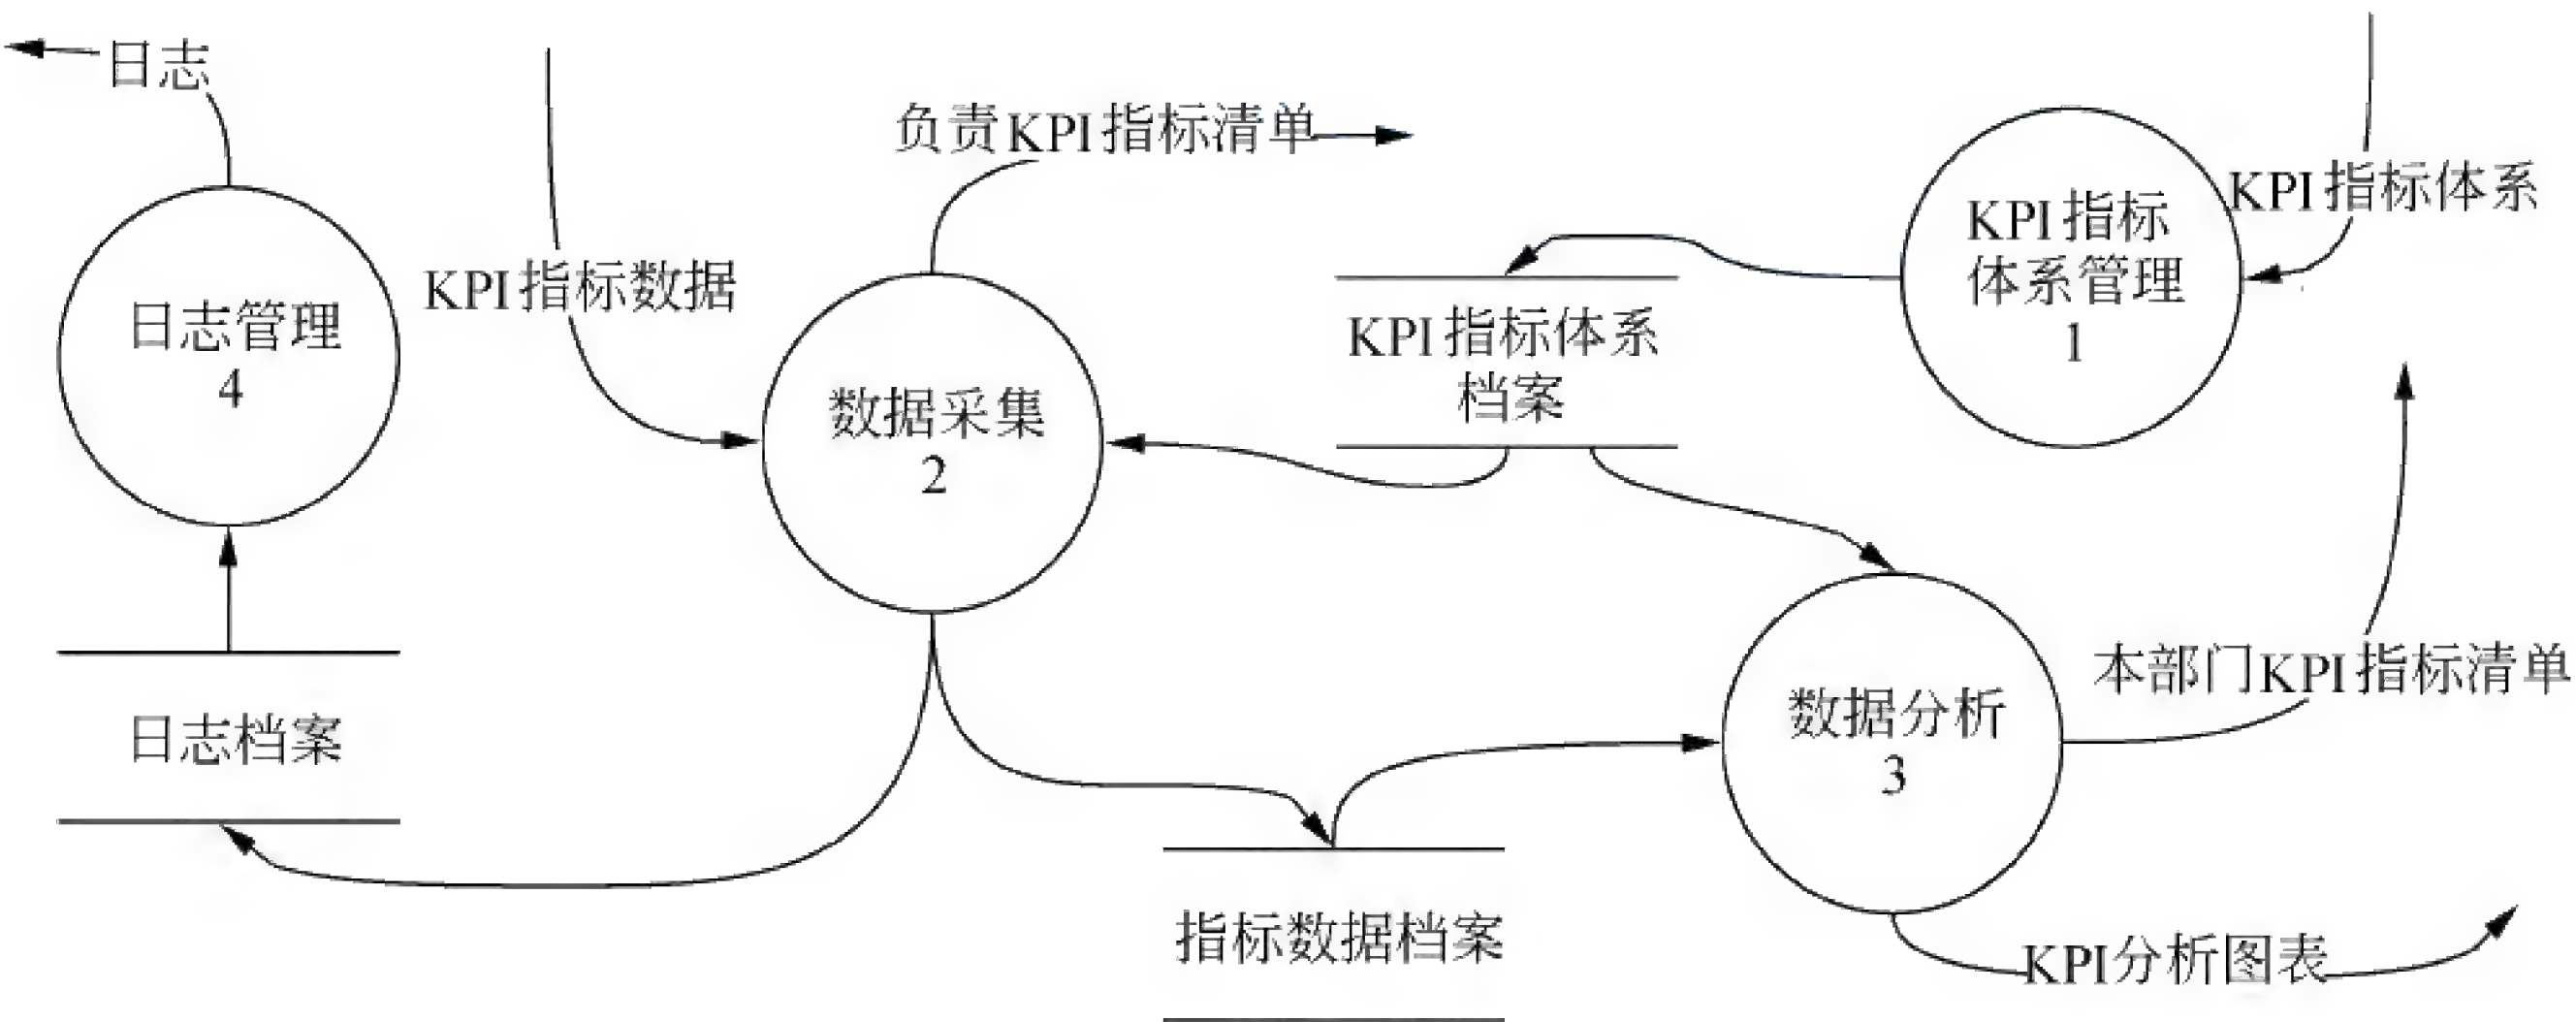 日志
负责KPI指标清单
KPI指标体系
KPI指标
体系管理
1
KPI指标数据
日志管理
4
KPI指标体系
档案
数据采集
2
本部门KPI指标清单
数据分析
3
日志档案
指标数据档案
KPI分析图表